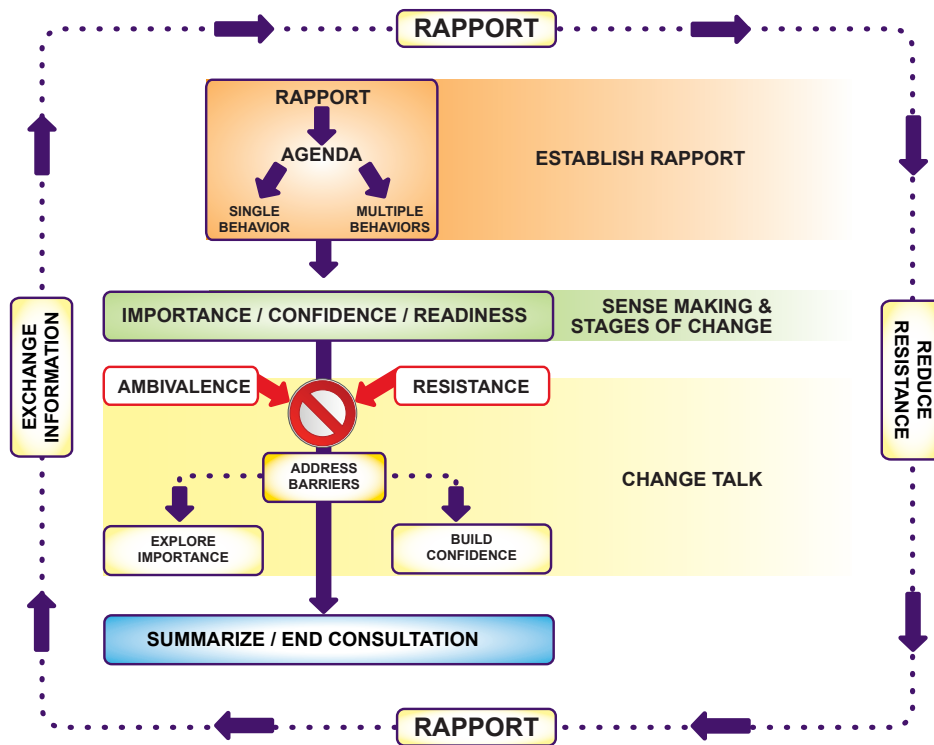 RAPPORT
RAPPORT
AGENDA
SINGLE
BEHAVIOR
MULTIPLE
BEHAVIORS
ESTABLISH RAPPORT
IMPORTANCE / CONFIDENCE / READINESS
SENSE MAKING &
STAGES OF CHANGE
EXCHANGE
INFORMATION
REDUCE
RESISTANCE
AMBIVALENCE
RESISTANCE
ADDRESS
BARRIERS
CHANGE TALK
EXPLORE
IMPORTANCE
BUILD
CONFIDENCE
SUMMARIZE / END CONSULTATION
RAPPORT